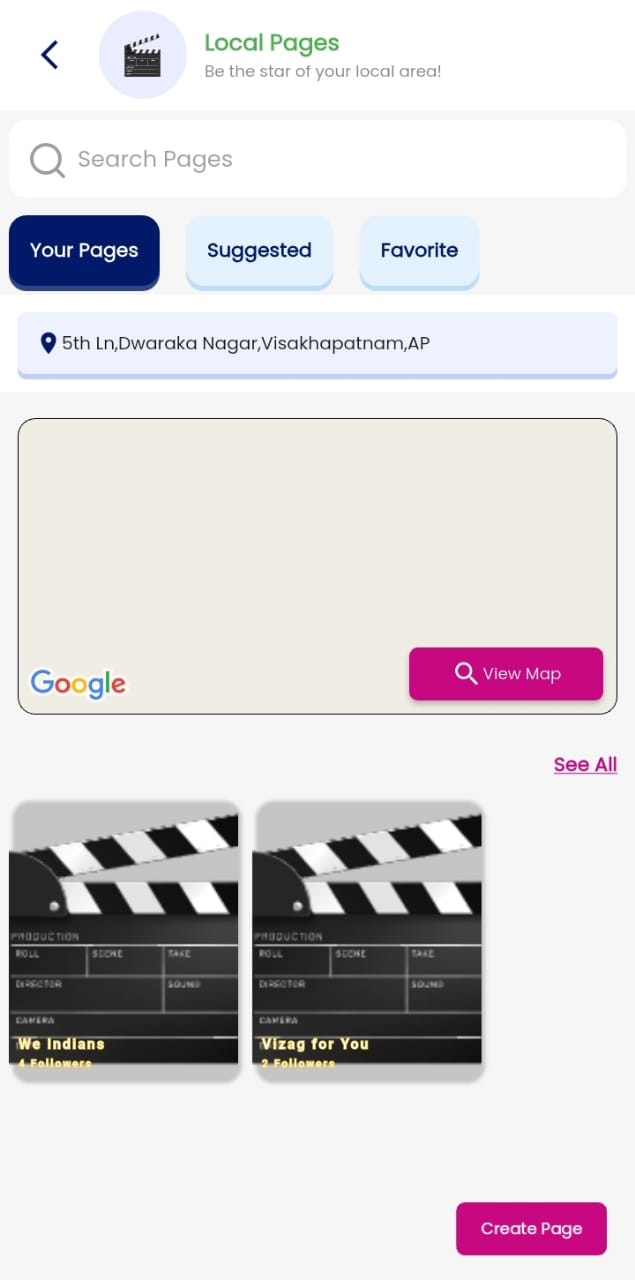 Local Pages
Be the star of your local area!
Search Pages
Your Pages
Suggested
Favorite
5th Ln,Dwaraka Nagar,Visakhapatnam,AP
Google
View Map
See All
PRODUCTION
ROLL SCENE TAKE
DIRECTOR SOUND
CAMERA
We Indians
4 Followers
PRODUCTION
ROLL SCENE TAKE
DIRECTOR SOUND
CAMERA
Vizag for You
2 Followers
Create Page